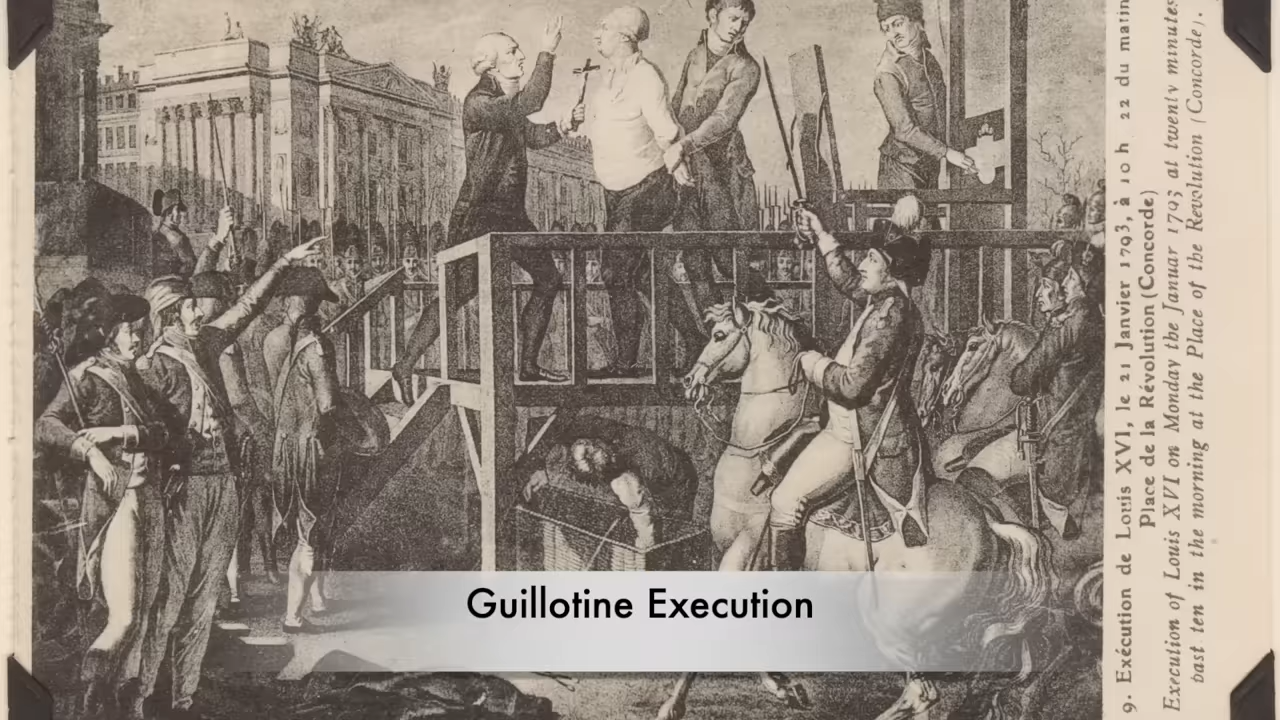 9. Exécution de Louis XVI, le 21 Janvier 1793, à 10 h 22 du matin
Place de la Révolution (Concorde)
Execution of Louis XVI on Monday the Januar 1793 at twenty minutes
past ten in the morning at the Place of the Revolution (Concorde).
Guillotine Execution